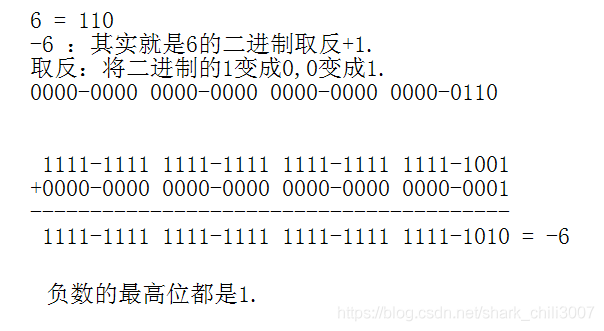 6 = 110
-6 ：其实就是6的二进制取反+1.
取反：将二进制的1变成0,0变成1.
0000-0000 0000-0000 0000-0000 0000-0110
1111-1111 1111-1111 1111-1111 1111-1001
+0000-0000 0000-0000 0000-0000 0000-0001
----------------------------------------
1111-1111 1111-1111 1111-1111 1111-1010 = -6
负数的最高位都是1.
https://blog.csdn.net/shark_chili3007